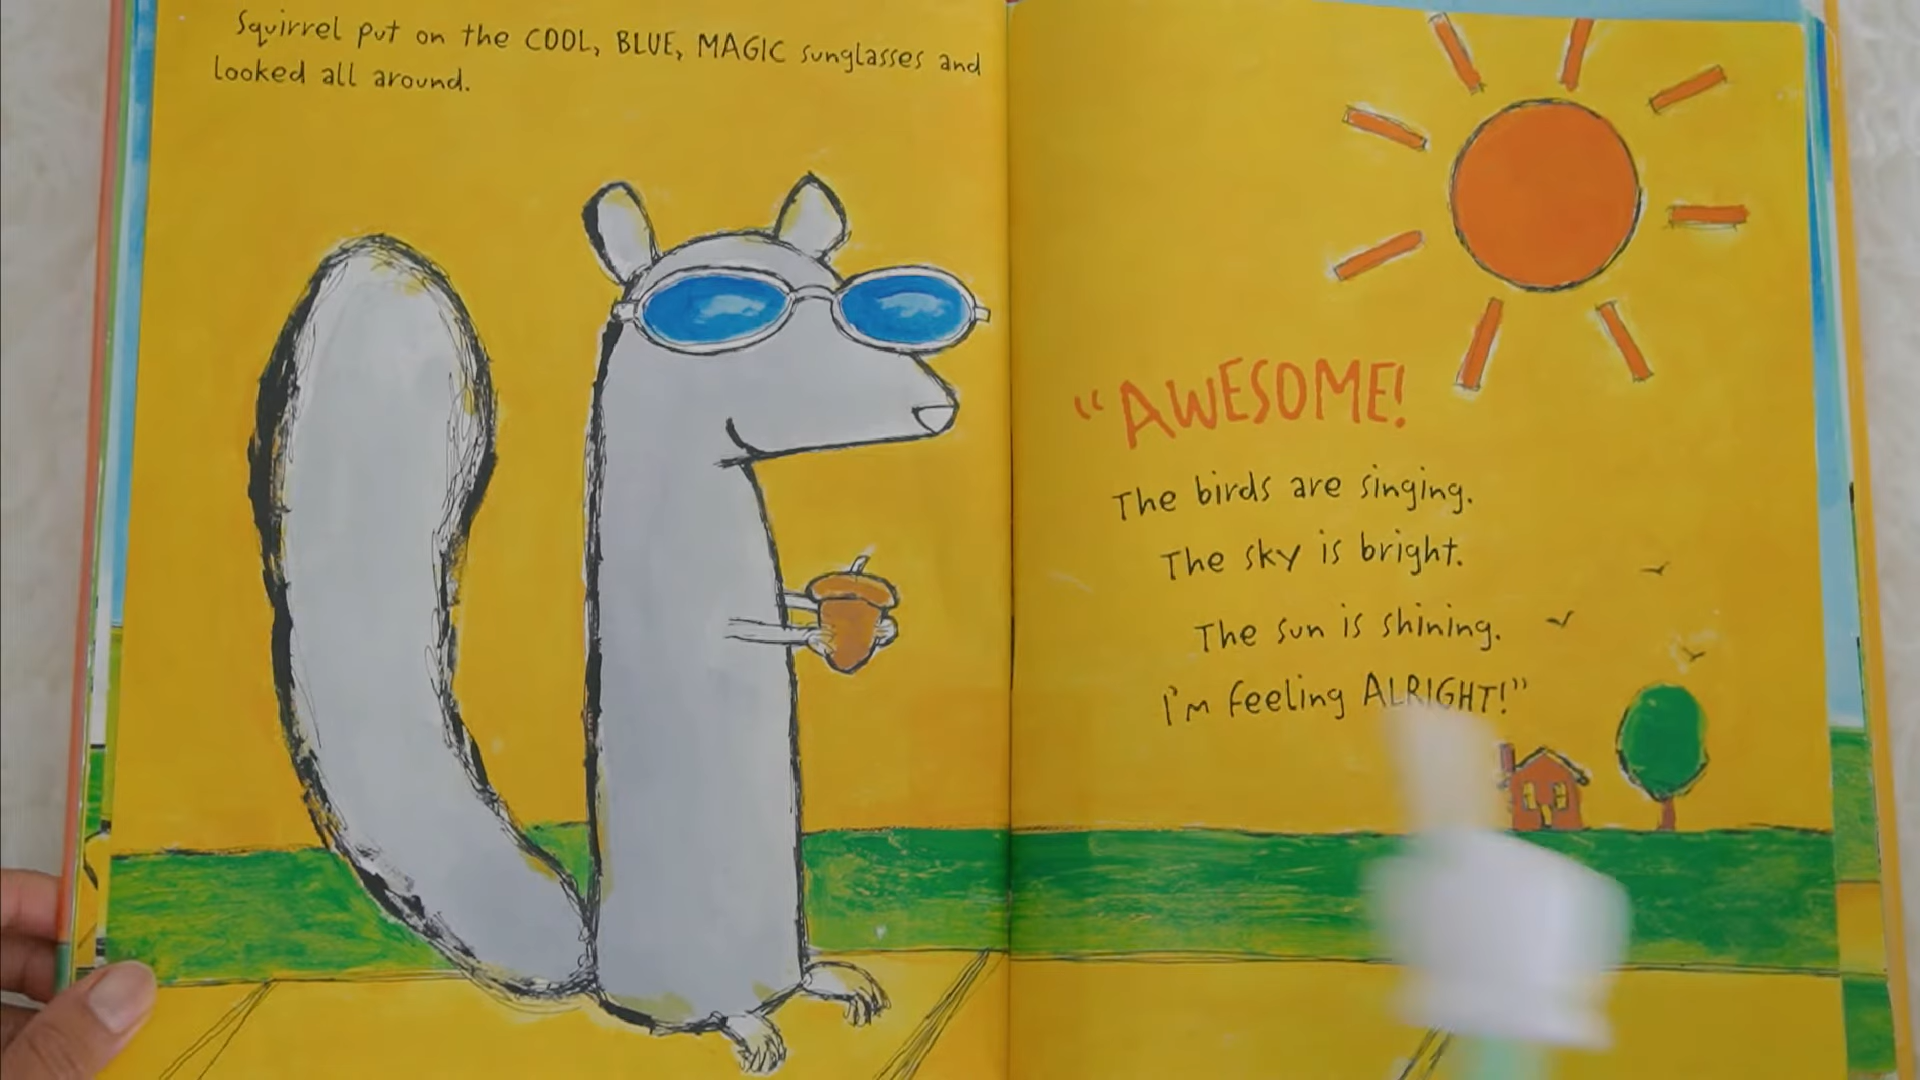 Squirrel put on the COOL, BLUE, MAGIC sunglasses and
looked all around.
“AWESOME!
The birds are singing.
The sky is bright.
The sun is shining.
I'm feeling ALRIGHT!”